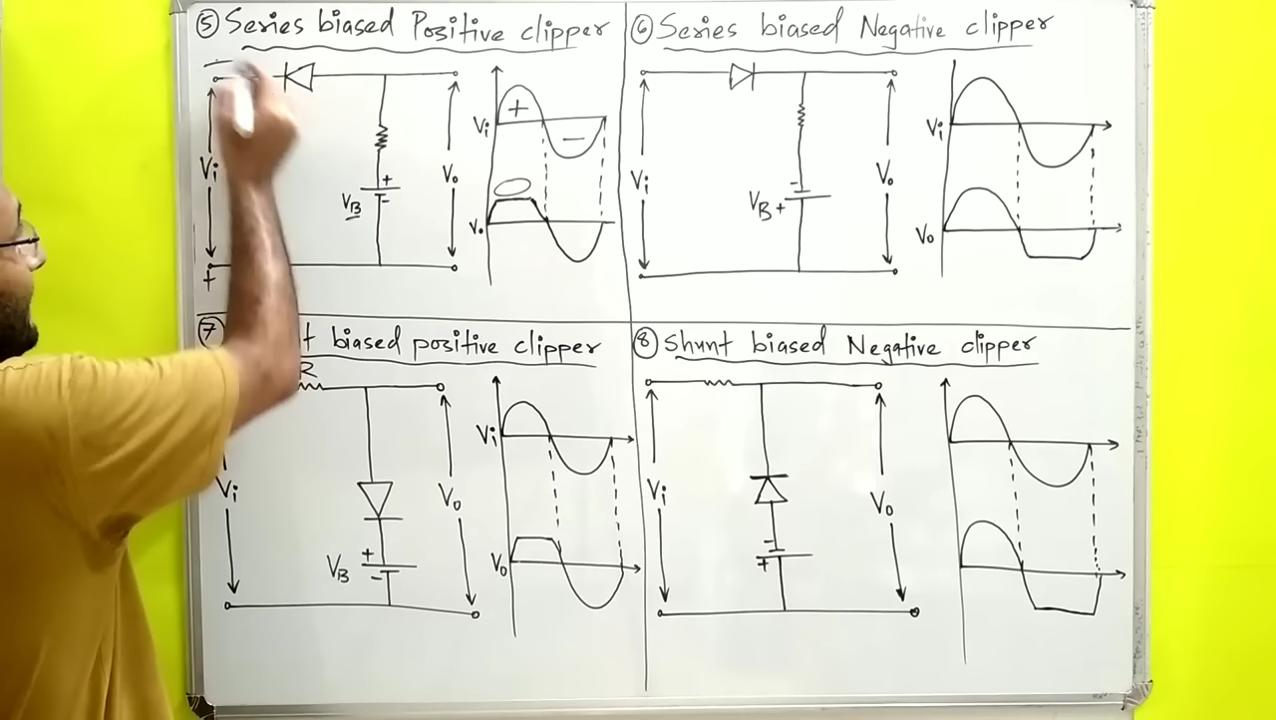 ⑤ Series biased Positive clipper
Vi
+
VB
+
-
Vo
Vi
+
-
Vo
⑥ Series biased Negative clipper
Vi
-
VB +
Vo
Vi
Vo
⑦ biased positive clipper
R
Vi
VB
+
-
Vo
Vi
Vo
⑧ Shunt biased Negative clipper
Vi
-
+
Vo